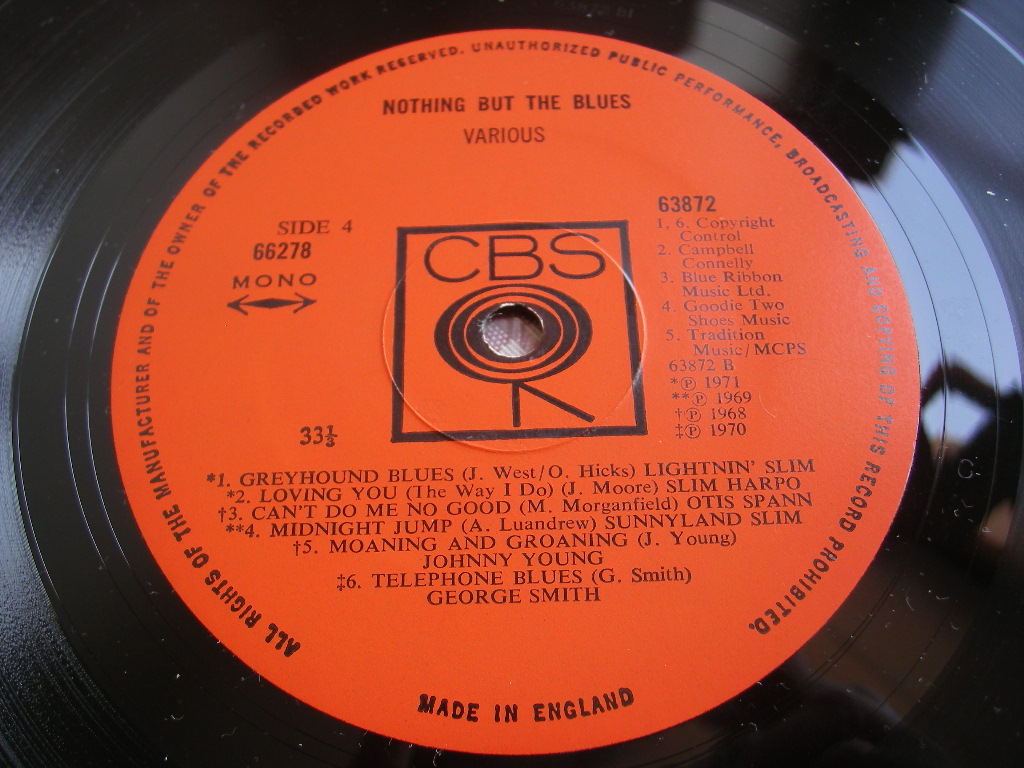 ALL RIGHTS OF THE MANUFACTURER AND OF THE OWNER OF THE RECORDED WORK RESERVED. UNAUTHORIZED PUBLIC PERFORMANCE, BROADCASTING AND COPYING OF THIS RECORD PROHIBITED.
NOTHING BUT THE BLUES
VARIOUS
SIDE 4
66278
MONO
33⅓
CBS
63872
1, 6. Copyright
Control
2. Campbell
Connelly
3. Blue Ribbon
Music Ltd.
4. Goodie Two
Shoes Music
5. Tradition
Music/MCPS
63872 B
*℗ 1971
**℗ 1969
†℗ 1968
‡℗ 1970
*1. GREYHOUND BLUES (J. West/O. Hicks) LIGHTNIN' SLIM
*2. LOVING YOU (The Way I Do) (J. Moore) SLIM HARPO
†3. CAN'T DO ME NO GOOD (M. Morganfield) OTIS SPANN
**4. MIDNIGHT JUMP (A. Luandrew) SUNNYLAND SLIM
†5. MOANING AND GROANING (J. Young)
JOHNNY YOUNG
‡6. TELEPHONE BLUES (G. Smith)
GEORGE SMITH
MADE IN ENGLAND